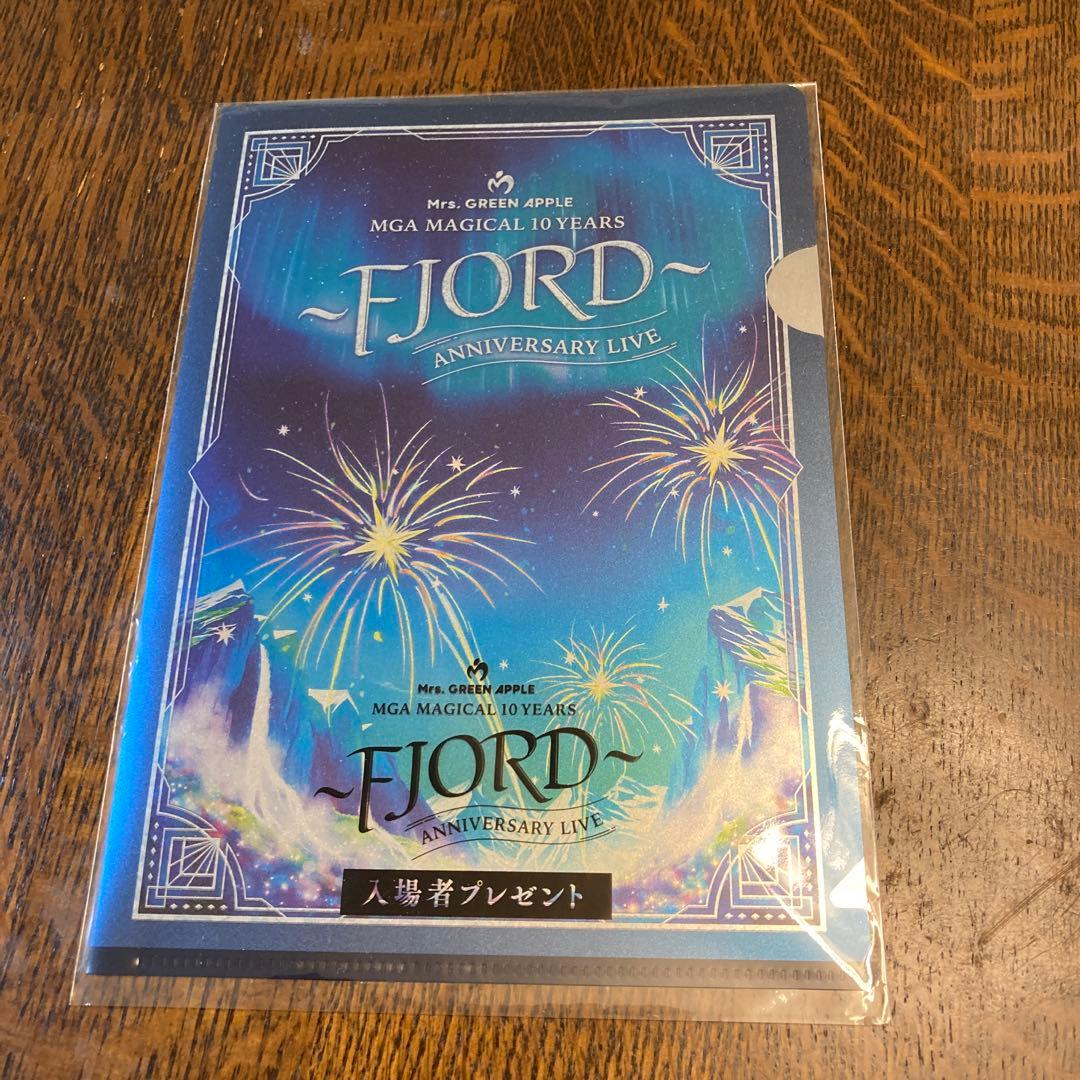 Mrs. GREEN APPLE
MGA MAGICAL 10 YEARS
~FJORD~
ANNIVERSARY LIVE
Mrs. GREEN APPLE
MGA MAGICAL 10 YEARS
~FJORD~
ANNIVERSARY LIVE
入場者プレゼント